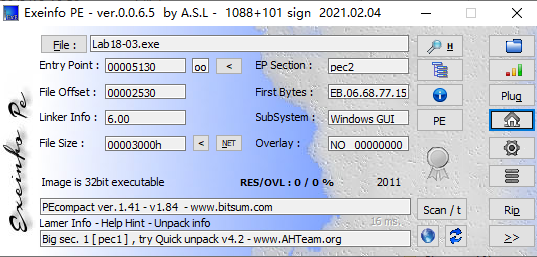 Exeinfo PE - ver.0.0.6.5 by A.S.L - 1088+101 sign 2021.02.04
File : Lab18-03.exe H
Entry Point : 00005130 oo < EP Section : pec2
File Offset : 00002530 First Bytes : EB.06.68.77.15 Plug
Linker Info : 6.00 SubSystem : Windows GUI PE
File Size : 00003000h < NET Overlay : NO 00000000
Image is 32bit executable RES/OVL : 0 / 0 % 2011
PEcompact ver.1.41 - v1.84 - www.bitsum.com Scan / t Rip
Lamer Info - Help Hint - Unpack info 16 ms.
Big sec. 1 [ pec1 ] , try Quick unpack v4.2 - www.AHTeam.org >>
Exeinfo Pe